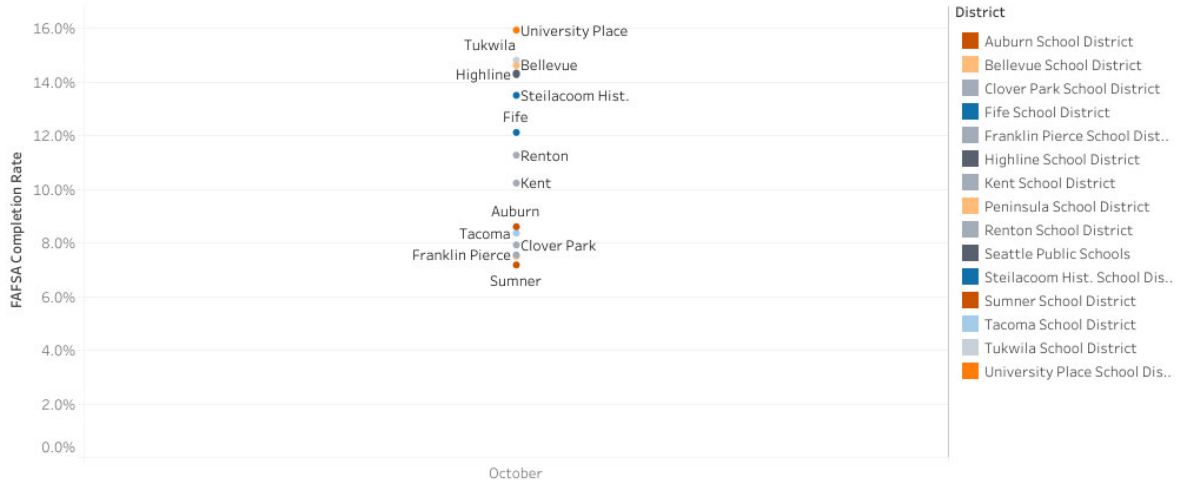 FAFSA Completion Rate
16.0%
14.0%
12.0%
10.0%
8.0%
6.0%
4.0%
2.0%
0.0%
University Place
Tukwila
Bellevue
Highline
Steilacoom Hist.
Fife
Renton
Kent
Auburn
Tacoma
Clover Park
Franklin Pierce
Sumner
October
District
Auburn School District
Bellevue School District
Clover Park School District
Fife School District
Franklin Pierce School Dist..
Highline School District
Kent School District
Peninsula School District
Renton School District
Seattle Public Schools
Steilacoom Hist. School Dis..
Sumner School District
Tacoma School District
Tukwila School District
University Place School Dis..